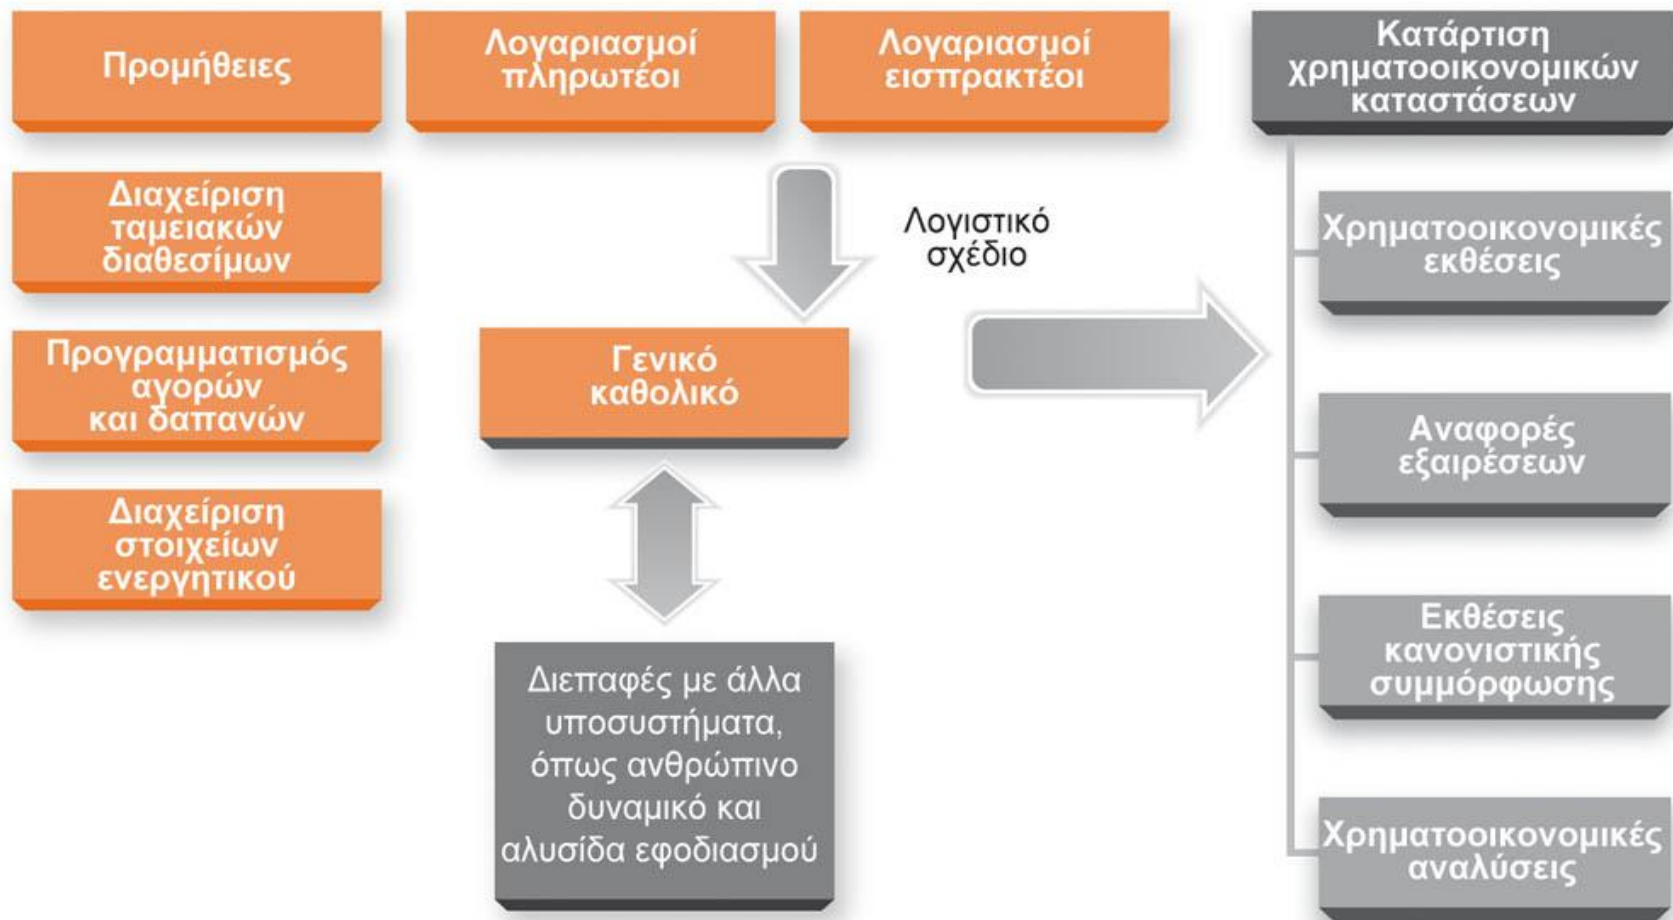 Προμήθειες
Λογαριασμοί
πληρωτέοι
Λογαριασμοί
εισπρακτέοι
Κατάρτιση
χρηματοοικονομικών
καταστάσεων
Διαχείριση
ταμειακών
διαθεσίμων
Λογιστικό
σχέδιο
Χρηματοοικονομικές
εκθέσεις
Προγραμματισμός
αγορών
και δαπανών
Γενικό
καθολικό
Αναφορές
εξαιρέσεων
Διαχείριση
στοιχείων
ενεργητικού
Διεπαφές με άλλα
υποσυστήματα,
όπως ανθρώπινο
δυναμικό και
αλυσίδα εφοδιασμού
Εκθέσεις
κανονιστικής
συμμόρφωσης
Χρηματοοικονομικές
αναλύσεις